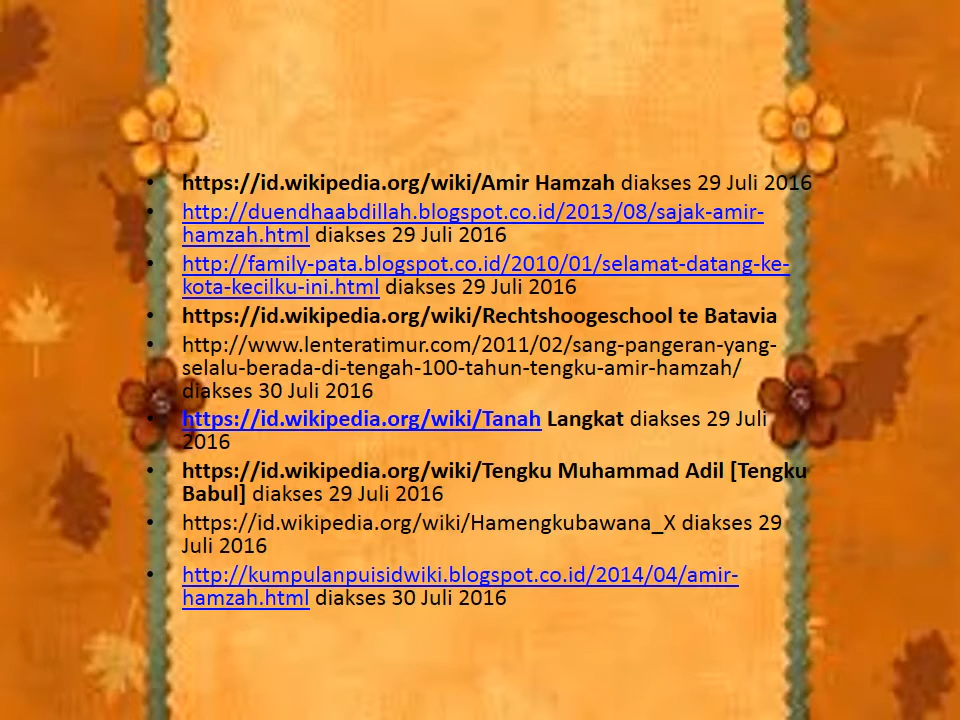 • https://id.wikipedia.org/wiki/Amir Hamzah diakses 29 Juli 2016
• http://duendhaabdillah.blogspot.co.id/2013/08/sajak-amir-
hamzah.html diakses 29 Juli 2016
• http://family-pata.blogspot.co.id/2010/01/selamat-datang-ke-
kota-kecilku-ini.html diakses 29 Juli 2016
• https://id.wikipedia.org/wiki/Rechtshoogeschool te Batavia
• http://www.lenteratimur.com/2011/02/sang-pangeran-yang-
selalu-berada-di-tengah-100-tahun-tengku-amir-hamzah/
diakses 30 Juli 2016
• https://id.wikipedia.org/wiki/Tanah Langkat diakses 29 Juli
2016
• https://id.wikipedia.org/wiki/Tengku Muhammad Adil [Tengku
Babul] diakses 29 Juli 2016
• https://id.wikipedia.org/wiki/Hamengkubawana_X diakses 29
Juli 2016
• http://kumpulanpuisidwiki.blogspot.co.id/2014/04/amir-
hamzah.html diakses 30 Juli 2016